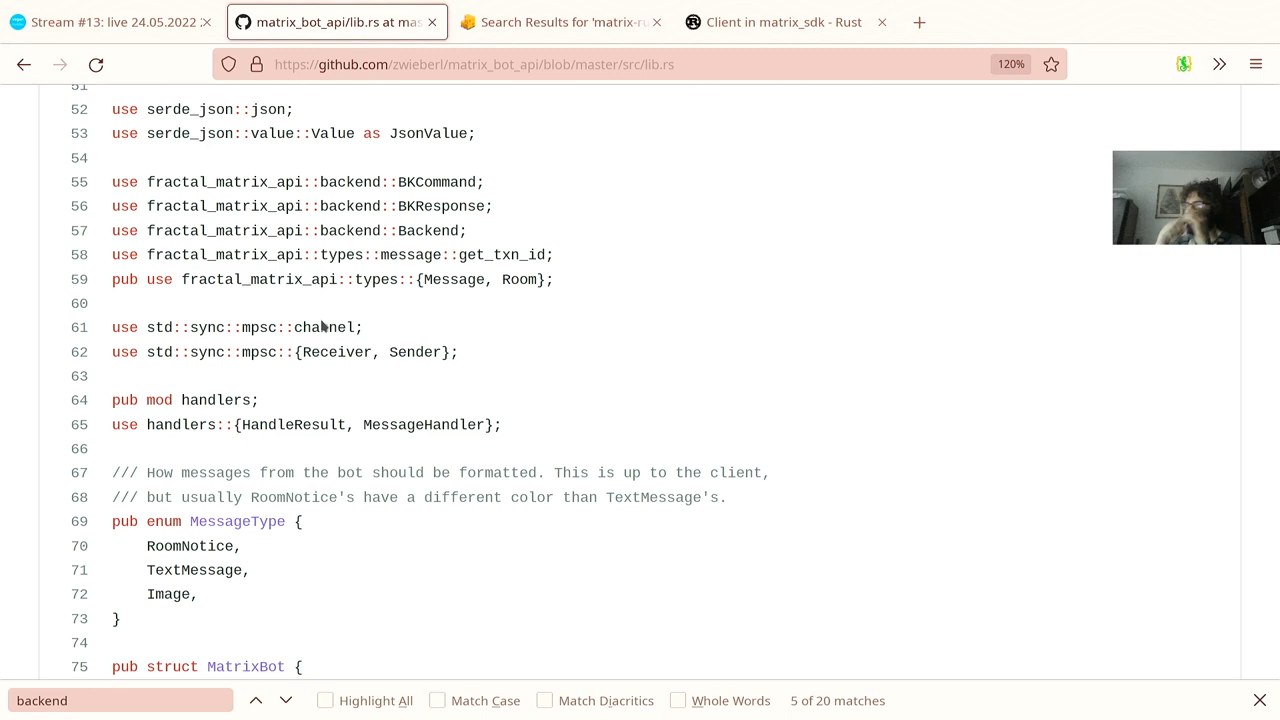 Stream #13: live 24.05.2022
matrix_bot_api/lib.rs at mas
Search Results for 'matrix-ru
Client in matrix_sdk - Rust
https://github.com/zwieberl/matrix_bot_api/blob/master/src/lib.rs
120%
51
52 use serde_json::json;
53 use serde_json::value::Value as JsonValue;
54
55 use fractal_matrix_api::backend::BKCommand;
56 use fractal_matrix_api::backend::BKResponse;
57 use fractal_matrix_api::backend::Backend;
58 use fractal_matrix_api::types::message::get_txn_id;
59 pub use fractal_matrix_api::types::{Message, Room};
60
61 use std::sync::mpsc::channel;
62 use std::sync::mpsc::{Receiver, Sender};
63
64 pub mod handlers;
65 use handlers::{HandleResult, MessageHandler};
66
67 /// How messages from the bot should be formatted. This is up to the client,
68 /// but usually RoomNotice's have a different color than TextMessage's.
69 pub enum MessageType {
70 RoomNotice,
71 TextMessage,
72 Image,
73 }
74
75 pub struct MatrixBot {
backend
Highlight All
Match Case
Match Diacritics
Whole Words
5 of 20 matches